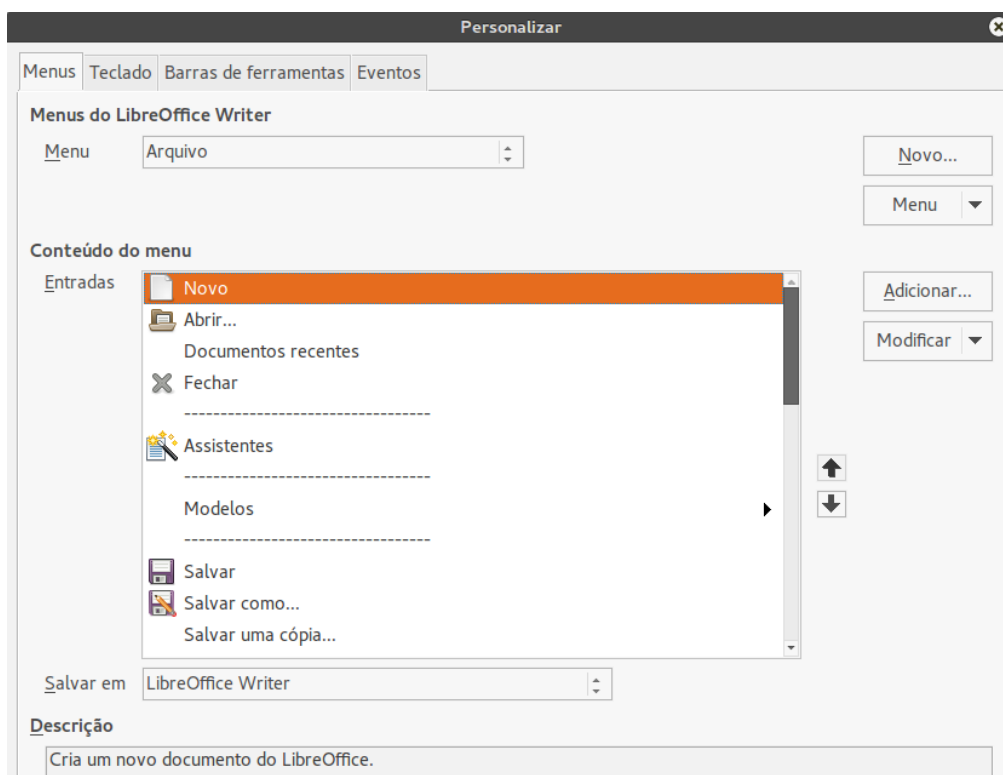 Personalizar
Menus Teclado Barras de ferramentas Eventos
Menus do LibreOffice Writer
Menu Arquivo Novo...
Menu
Conteúdo do menu
Entradas Novo Adicionar...
Abrir...
Documentos recentes Modificar
Fechar
----------------------------------
Assistentes
----------------------------------
Modelos
----------------------------------
Salvar
Salvar como...
Salvar uma cópia...
Salvar em LibreOffice Writer
Descrição
Cria um novo documento do LibreOffice.